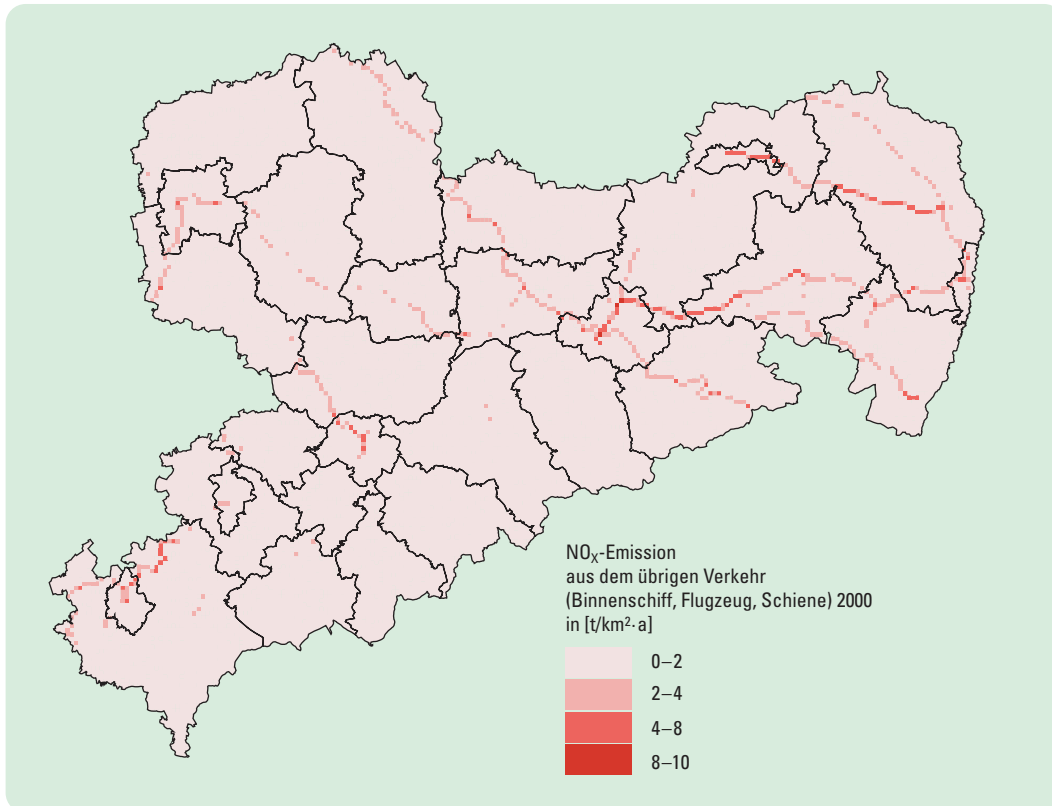 NOX-Emission
aus dem übrigen Verkehr
(Binnenschiff, Flugzeug, Schiene) 2000
in [t/km²·a]
0–2
2–4
4–8
8–10